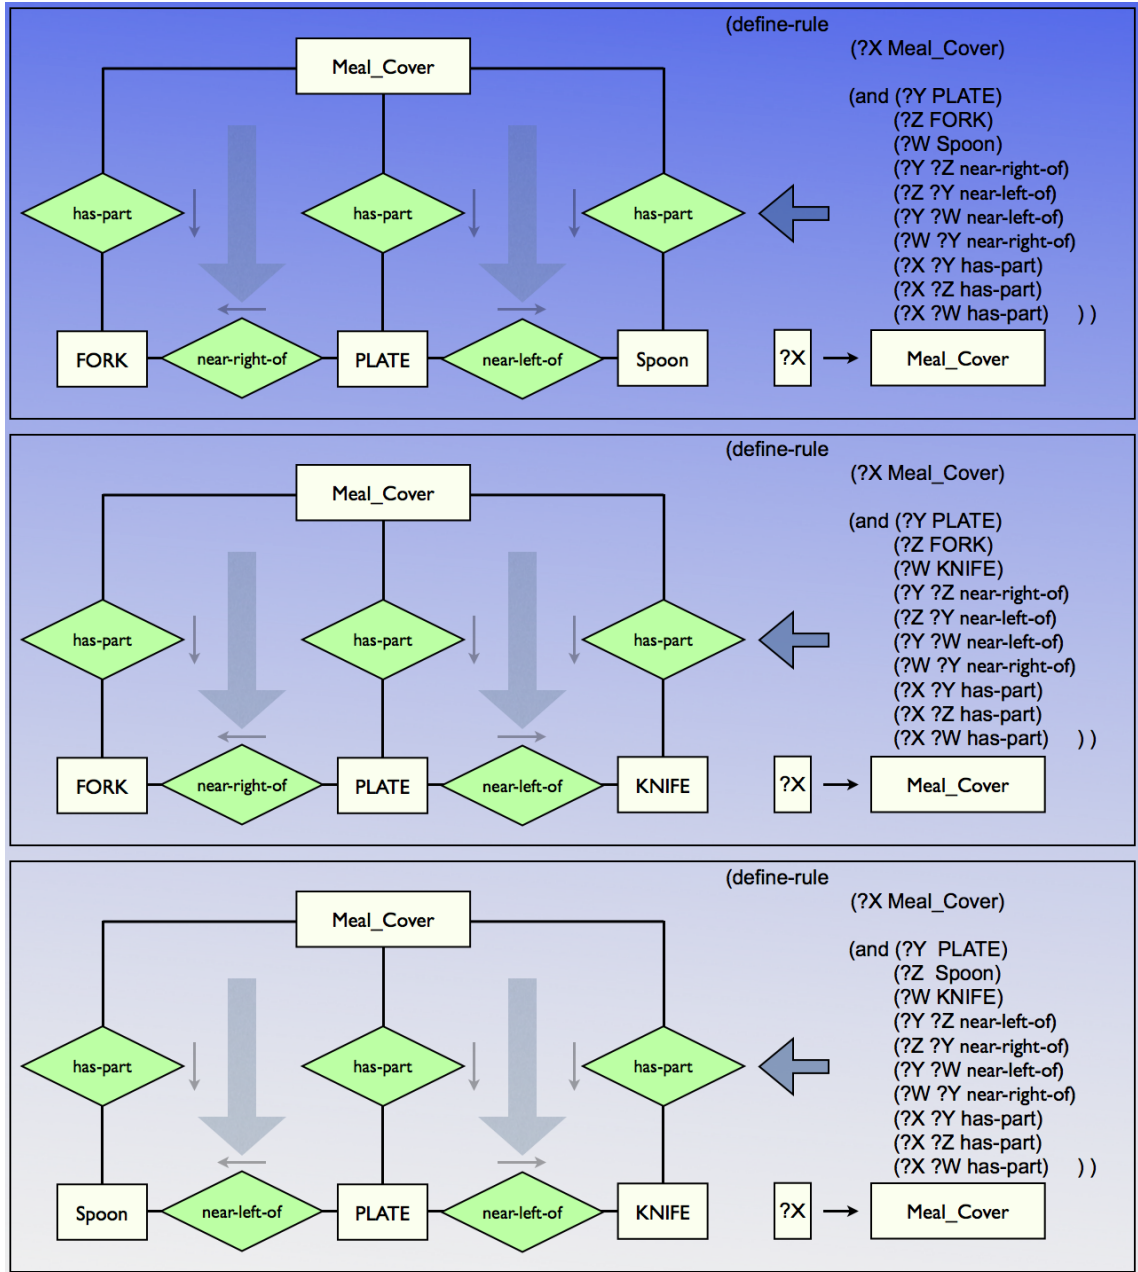 (define-rule
(?X Meal_Cover)
Meal_Cover
(and (?Y PLATE)
(?Z FORK)
(?W Spoon)
(?Y ?Z near-right-of)
(?Z ?Y near-left-of)
(?Y ?W near-left-of)
(?W ?Y near-right-of)
(?X ?Y has-part)
(?X ?Z has-part)
(?X ?W has-part) ) )
has-part has-part has-part
FORK near-right-of PLATE near-left-of Spoon ?X Meal_Cover
(define-rule
(?X Meal_Cover)
Meal_Cover
(and (?Y PLATE)
(?Z FORK)
(?W KNIFE)
(?Y ?Z near-right-of)
(?Z ?Y near-left-of)
(?Y ?W near-left-of)
(?W ?Y near-right-of)
(?X ?Y has-part)
(?X ?Z has-part)
(?X ?W has-part) ) )
has-part has-part has-part
FORK near-right-of PLATE near-left-of KNIFE ?X Meal_Cover
(define-rule
(?X Meal_Cover)
Meal_Cover
(and (?Y PLATE)
(?Z Spoon)
(?W KNIFE)
(?Y ?Z near-left-of)
(?Z ?Y near-right-of)
(?Y ?W near-left-of)
(?W ?Y near-right-of)
(?X ?Y has-part)
(?X ?Z has-part)
(?X ?W has-part) ) )
has-part has-part has-part
Spoon near-left-of PLATE near-left-of KNIFE ?X Meal_Cover